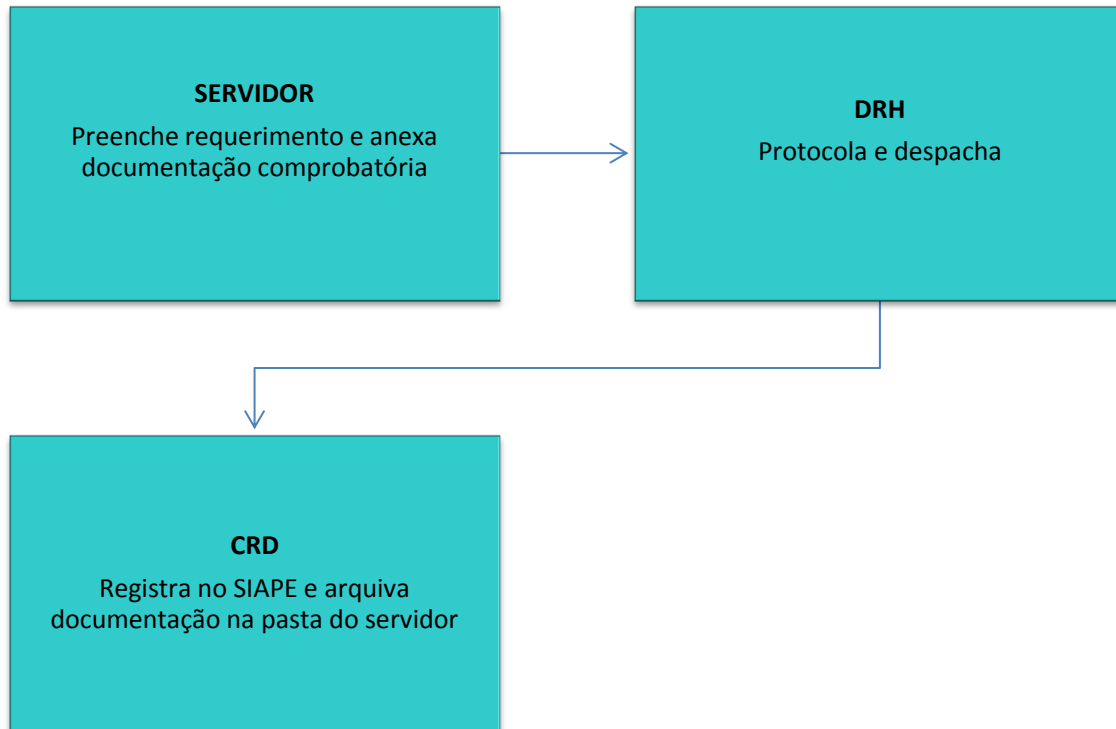 SERVIDOR
Preenche requerimento e anexa
documentação comprobatória
DRH
Protocola e despacha
CRD
Registra no SIAPE e arquiva
documentação na pasta do servidor